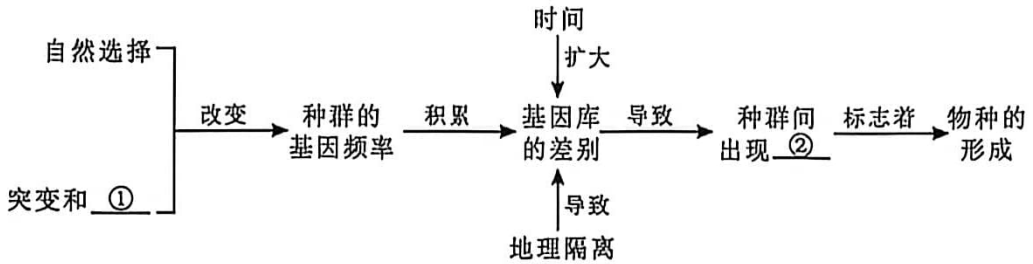 时间
扩大
自然选择
改变
种群的
基因频率
积累
基因库
的差别
导致
种群间
出现 ②
标志着
物种的
形成
突变和 ①
导致
地理隔离